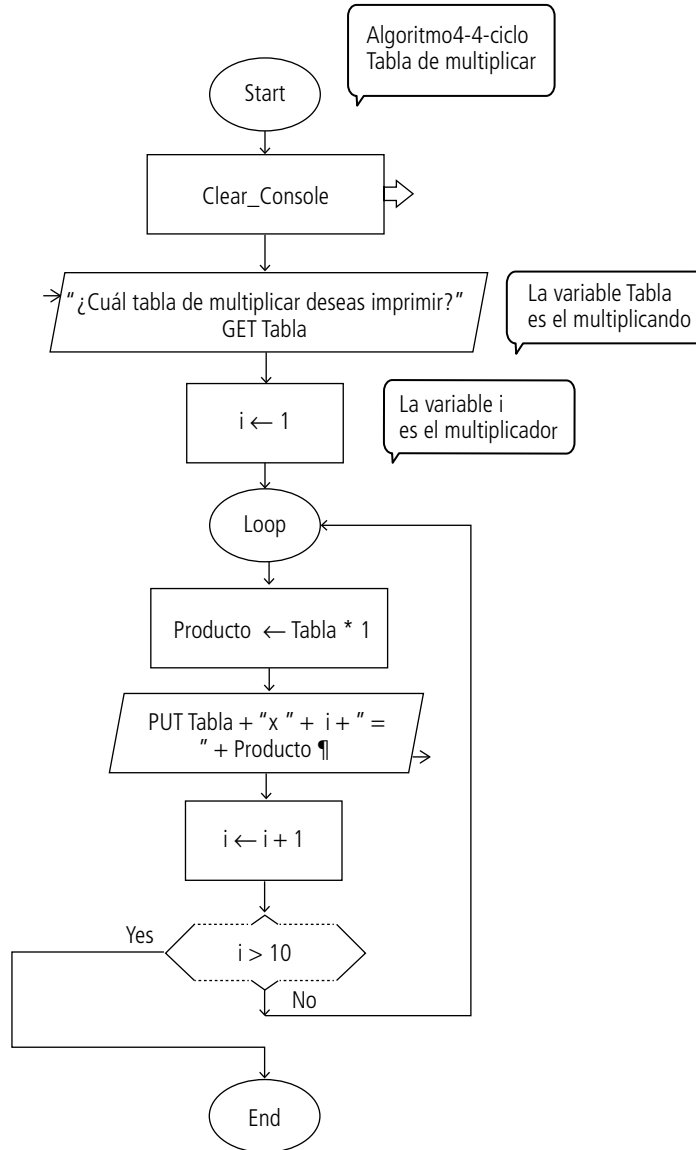 Algoritmo4-4-ciclo
Tabla de multiplicar
Start
Clear_Console
“¿Cuál tabla de multiplicar deseas imprimir?”
GET Tabla
La variable Tabla
es el multiplicando
i ← 1
La variable i
es el multiplicador
Loop
Producto ← Tabla * 1
PUT Tabla + “x ” + i + ” =
” + Producto ¶
i ← i + 1
Yes
i > 10
No
End